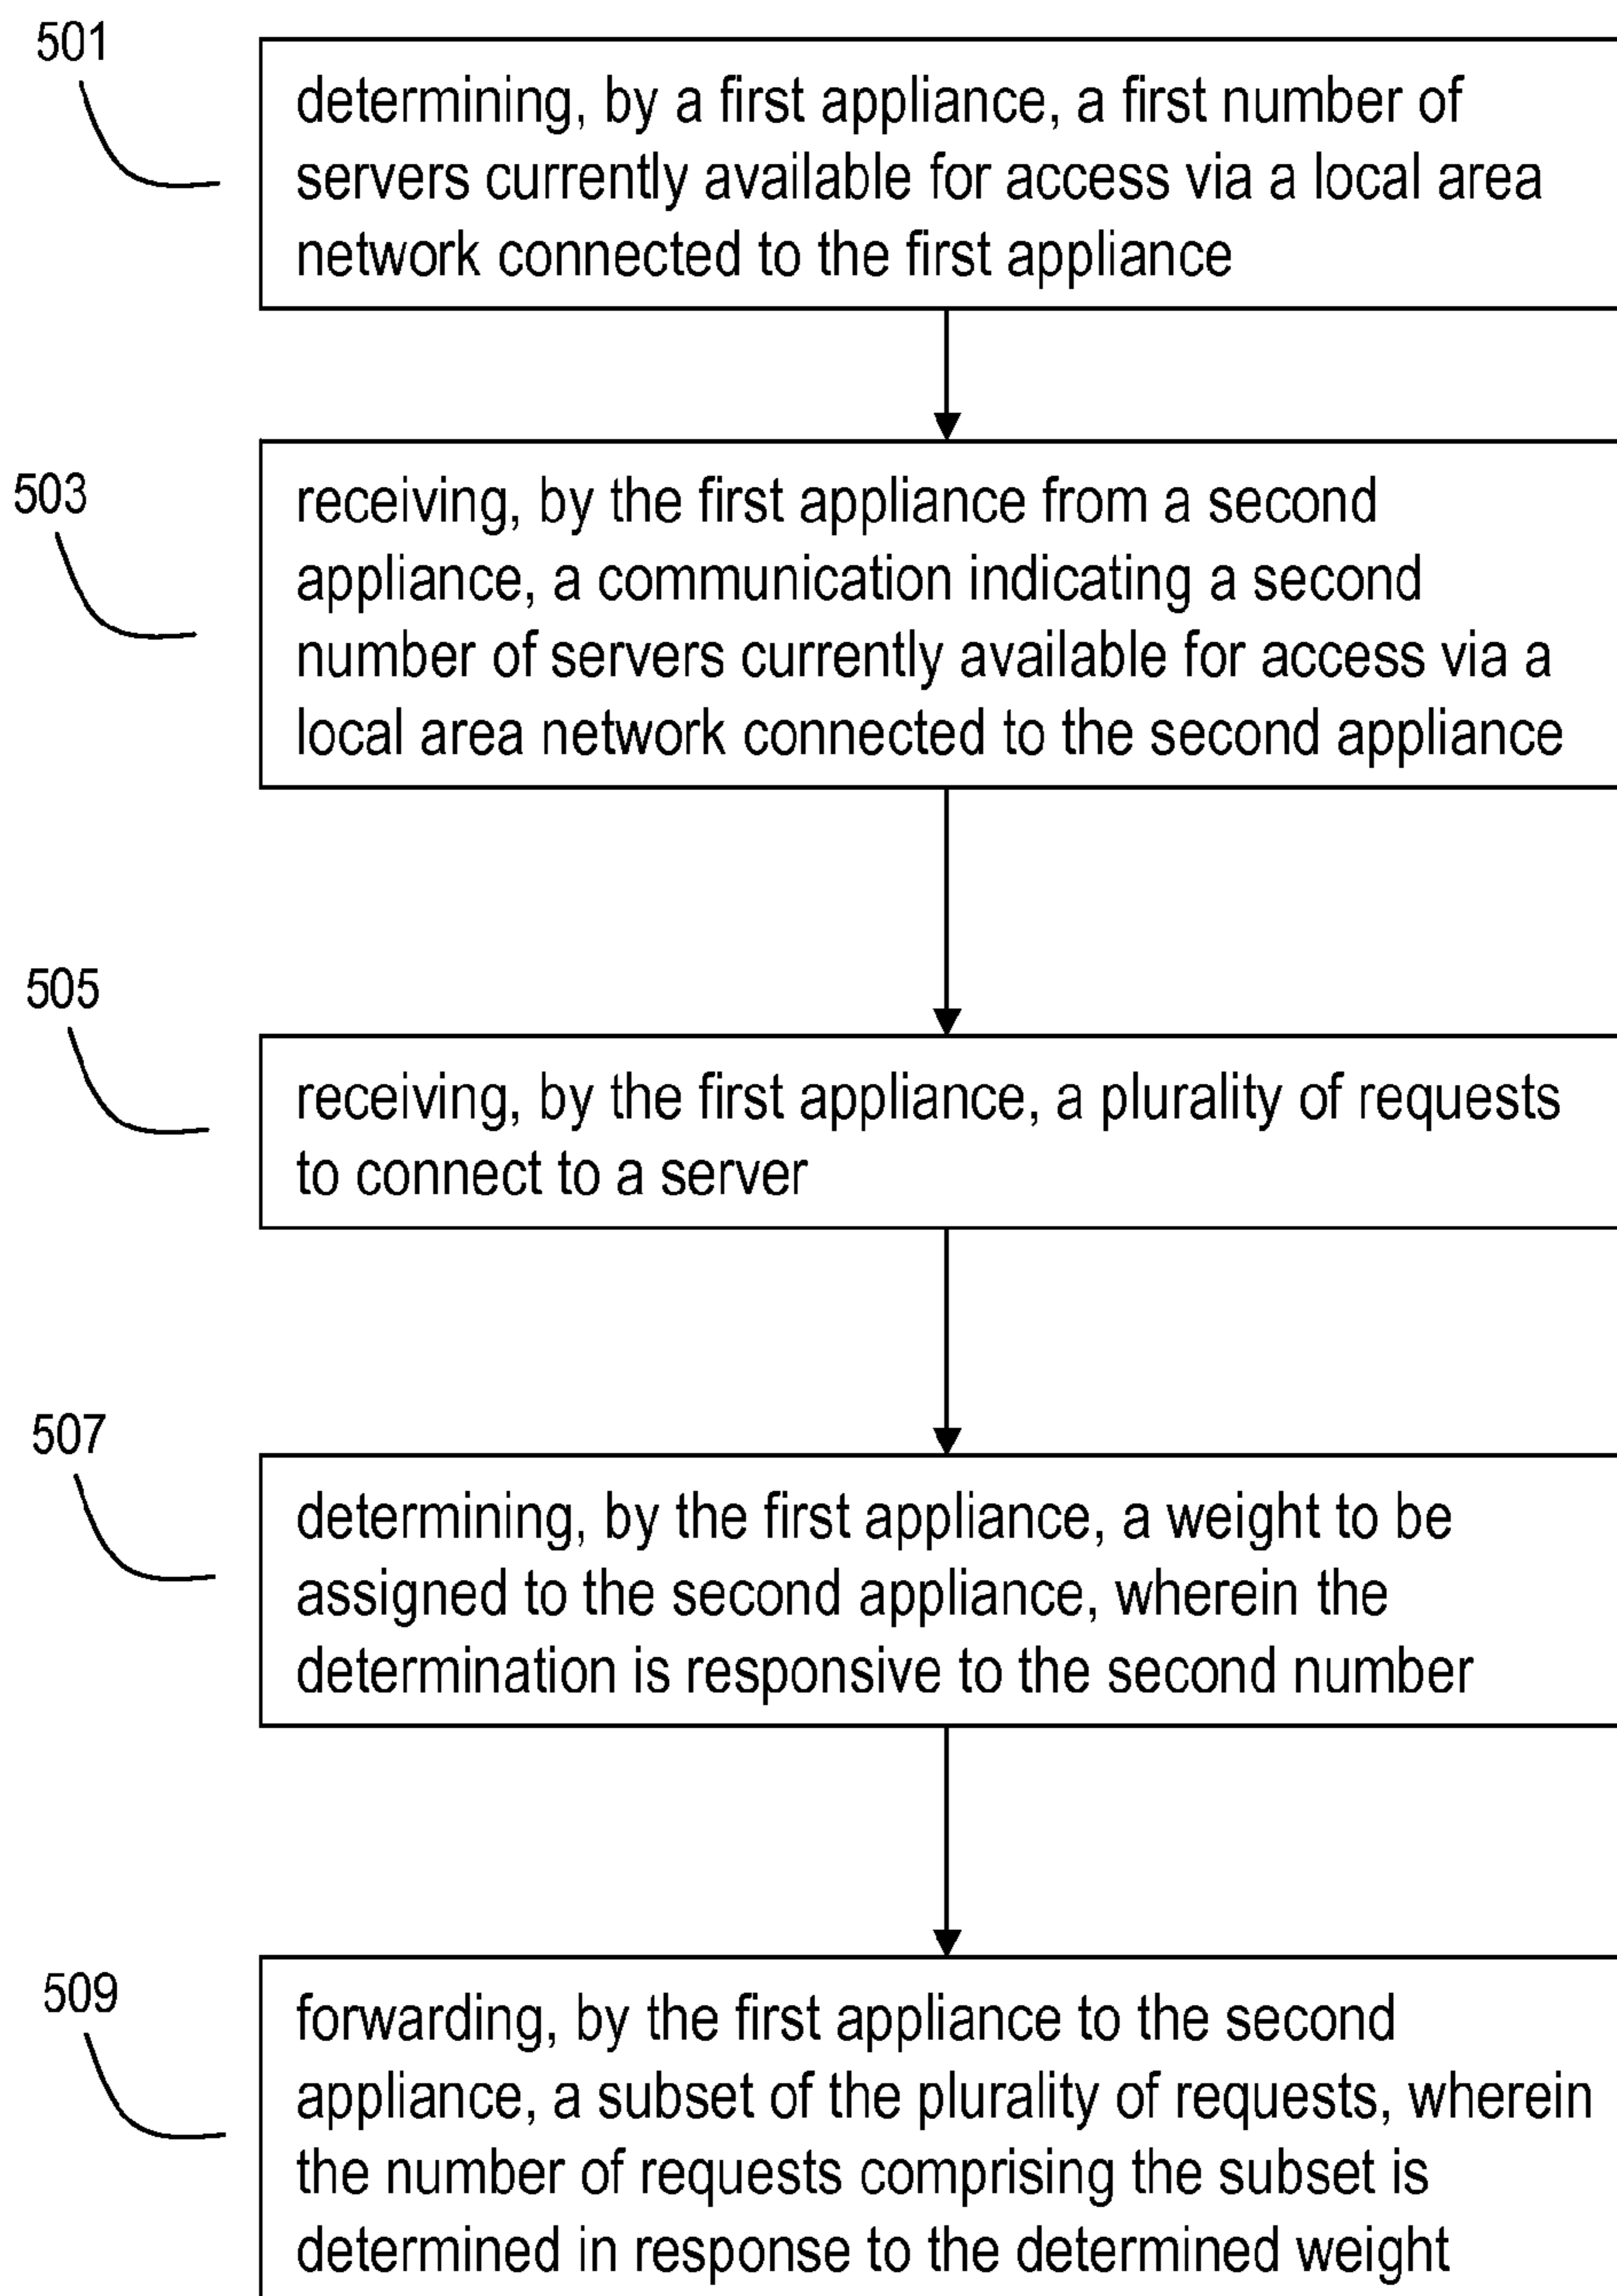 501
determining, by a first appliance, a first number of
servers currently available for access via a local area
network connected to the first appliance
503
receiving, by the first appliance from a second
appliance, a communication indicating a second
number of servers currently available for access via a
local area network connected to the second appliance
505
receiving, by the first appliance, a plurality of requests
to connect to a server
507
determining, by the first appliance, a weight to be
assigned to the second appliance, wherein the
determination is responsive to the second number
509
forwarding, by the first appliance to the second
appliance, a subset of the plurality of requests, wherein
the number of requests comprising the subset is
determined in response to the determined weight